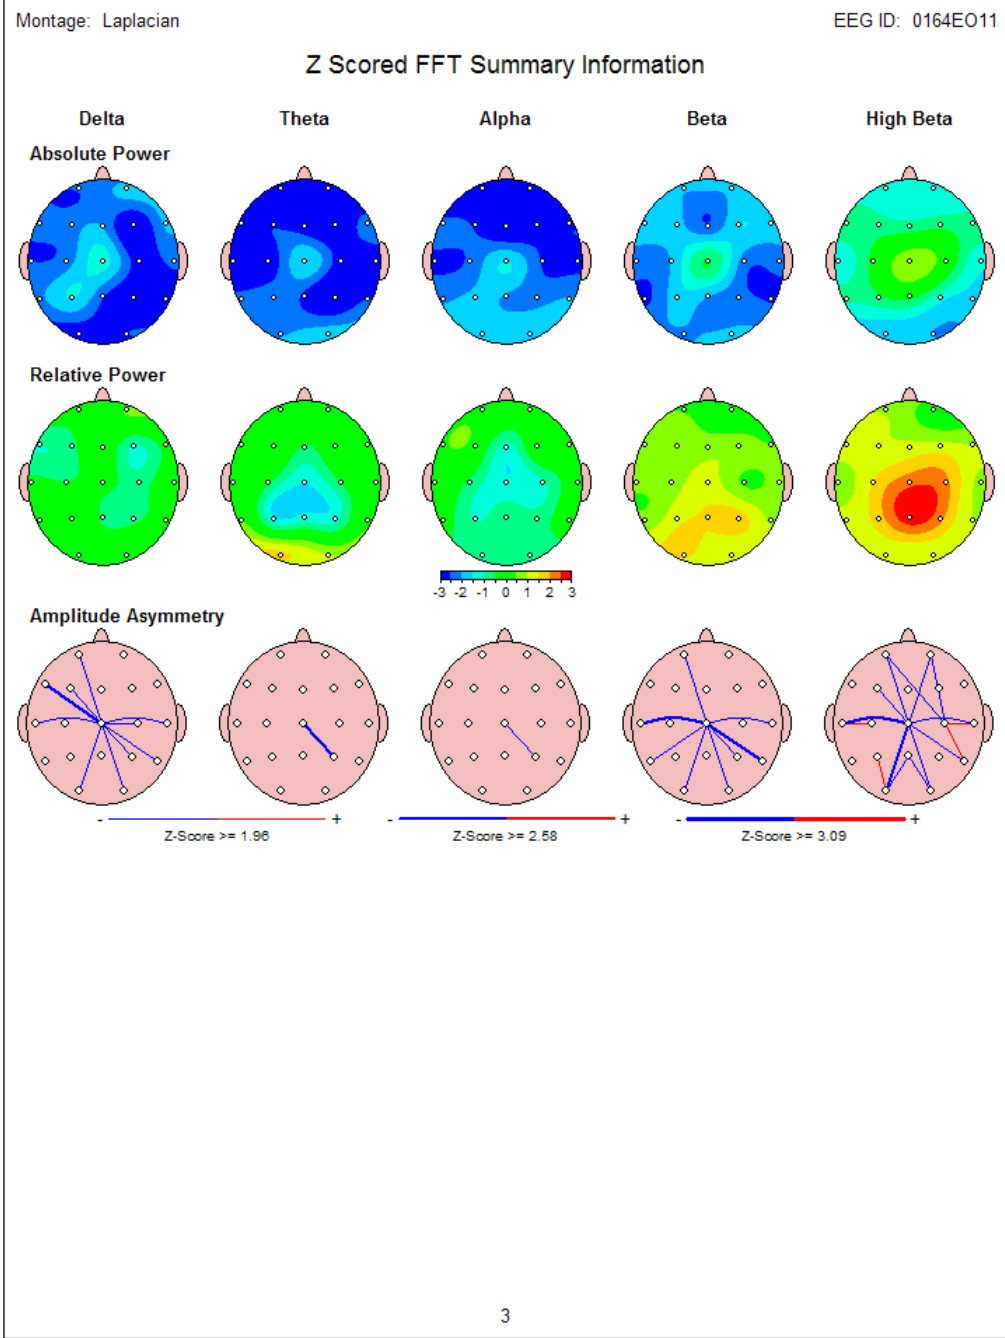 Montage: Laplacian EEG ID: 0164EO11
Z Scored FFT Summary Information
Delta Theta Alpha Beta High Beta
Absolute Power
Relative Power
-3 -2 -1 0 1 2 3
Amplitude Asymmetry
- + - + - +
Z-Score >= 1.96 Z-Score >= 2.58 Z-Score >= 3.09
3